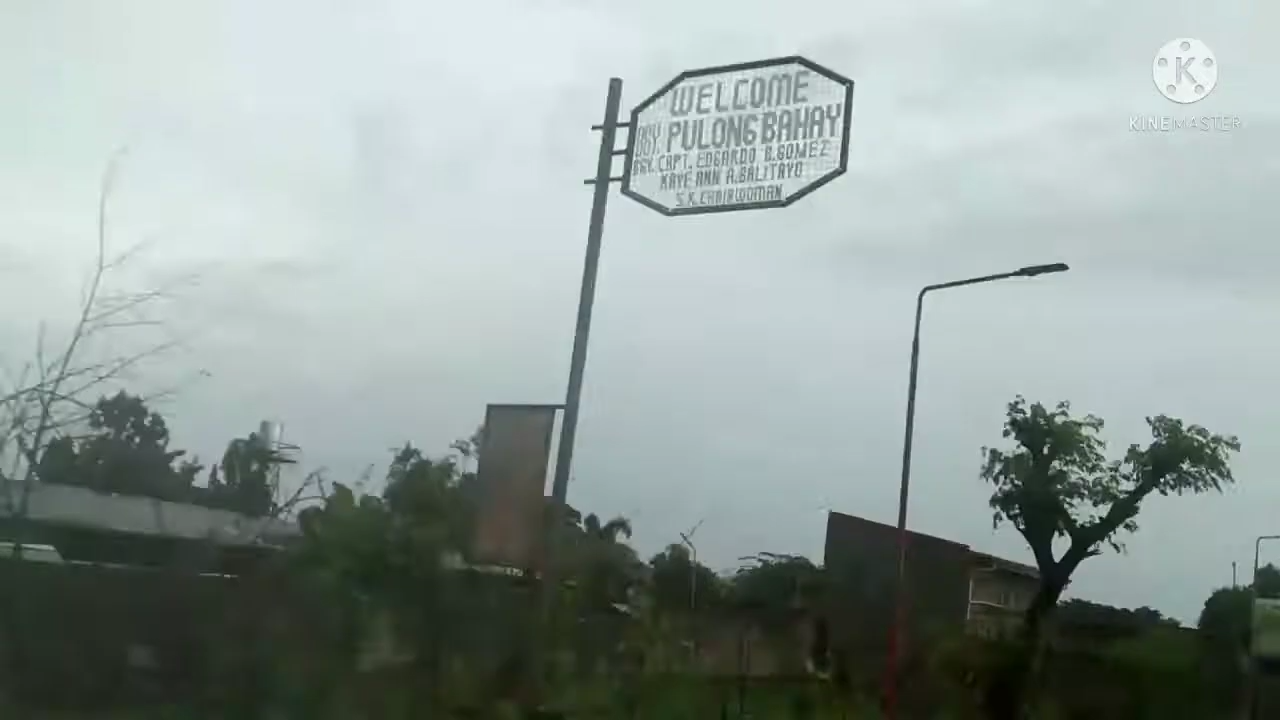 WELCOME
BGY. PULONG BAHAY
BGY. CAPT. EDGARDO B. GOMEZ
KAYE ANN A. BALITAYO
S.K. CHAIRWOMAN
K
KINEMASTER